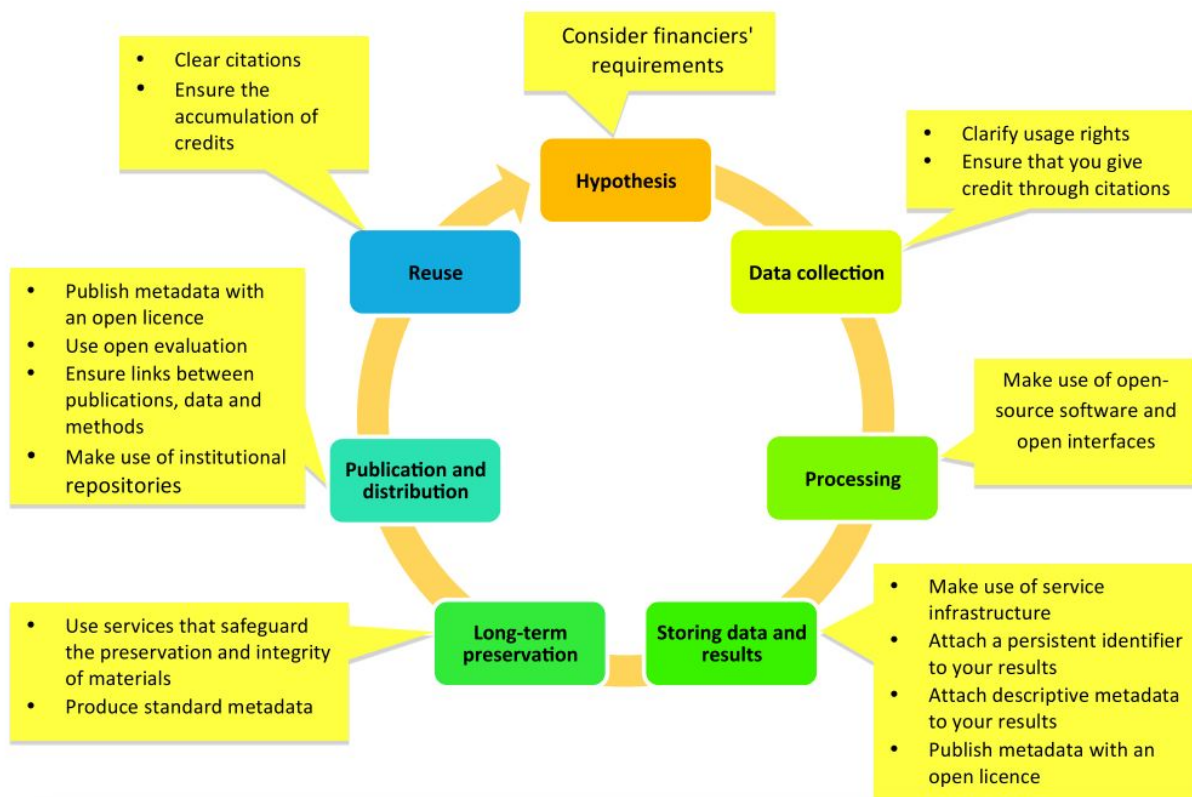 Consider financiers'
requirements
• Clear citations
• Ensure the
accumulation of
credits
Hypothesis
• Clarify usage rights
• Ensure that you give
credit through citations
Reuse
Data collection
• Publish metadata with
an open licence
• Use open evaluation
• Ensure links between
publications, data and
methods
• Make use of institutional
repositories
Make use of open-
source software and
open interfaces
Publication and
distribution
Processing
• Use services that safeguard
the preservation and integrity
of materials
• Produce standard metadata
Long-term
preservation
Storing data and
results
• Make use of service
infrastructure
• Attach a persistent identifier
to your results
• Attach descriptive metadata
to your results
• Publish metadata with an
open licence